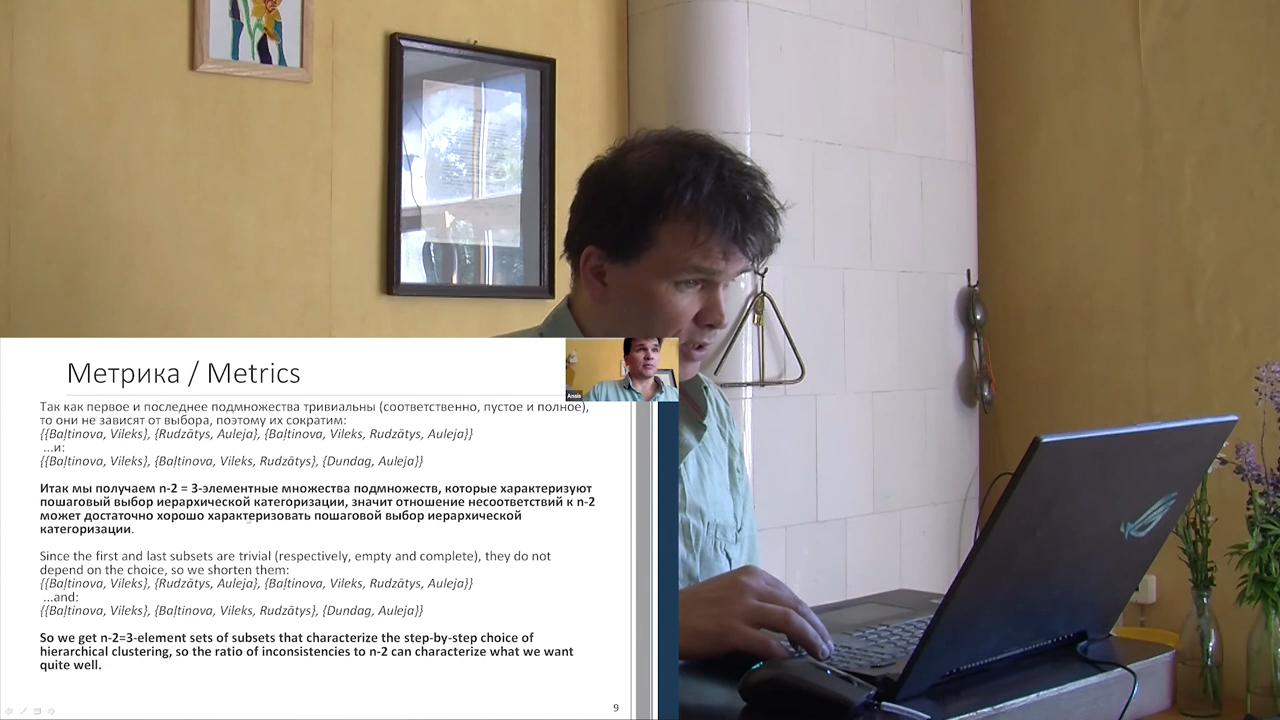 Метрика / Metrics
Ansis
Так как первое и последнее подмножества тривиальны (соответственно, пустое и полное),
то они не зависят от выбора, поэтому их сократим:
{{Baļtinova, Vileks}, {Rudzātys, Auleja}, {Baļtinova, Vileks, Rudzātys, Auleja}}
...и:
{{Baļtinova, Vileks}, {Baļtinova, Vileks, Rudzātys}, {Dundag, Auleja}}
Итак мы получаем n-2 = 3-элементные множества подмножеств, которые характеризуют
пошаговый выбор иерархической категоризации, значит отношение несоответствий к n-2
может достаточно хорошо характеризовать пошаговой выбор иерархической
категоризации.
Since the first and last subsets are trivial (respectively, empty and complete), they do not
depend on the choice, so we shorten them:
{{Baļtinova, Vileks}, {Rudzātys, Auleja}, {Baļtinova, Vileks, Rudzātys, Auleja}}
...and:
{{Baļtinova, Vileks}, {Baļtinova, Vileks, Rudzātys}, {Dundag, Auleja}}
So we get n-2=3-element sets of subsets that characterize the step-by-step choice of
hierarchical clustering, so the ratio of inconsistencies to n-2 can characterize what we want
quite well.
9